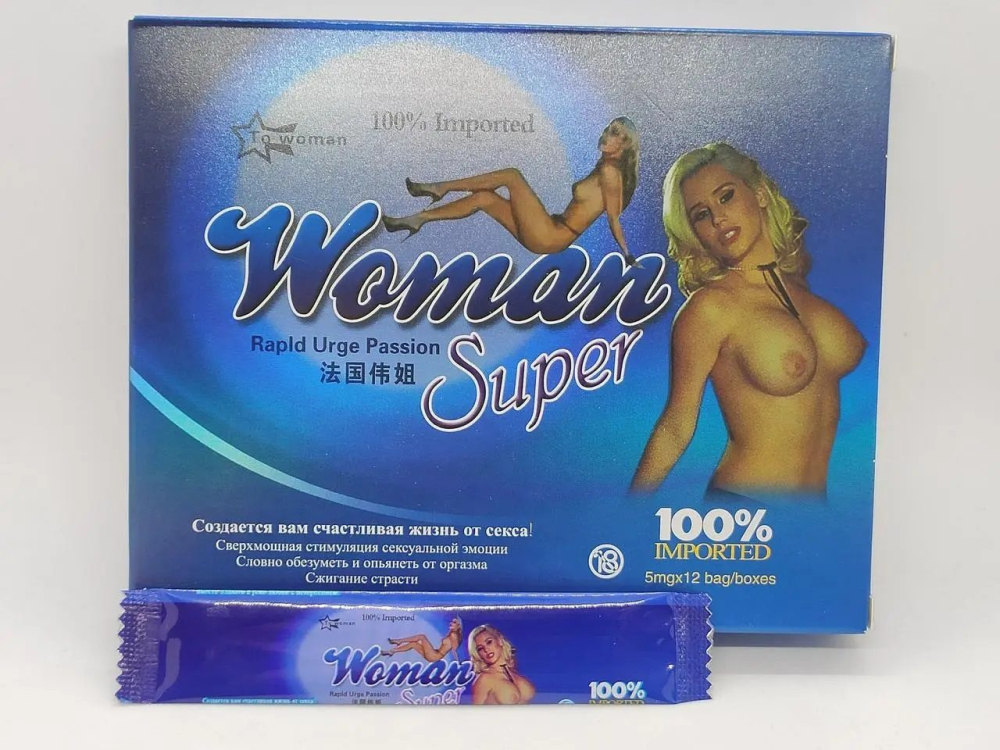 To woman
100% Imported
Woman
RapId Urge Passion
法国伟姐
Super
Создается вам счастливая жизнь от секса!
Сверхмощная стимуляция сексуальной эмоции
Словно обезуметь и опьянеть от оргазма
Сжигание страсти
18
100%
IMPORTED
5mgx12 bag/boxes
100% Imported
Woman
Rapid Urge Passion
Super
100%